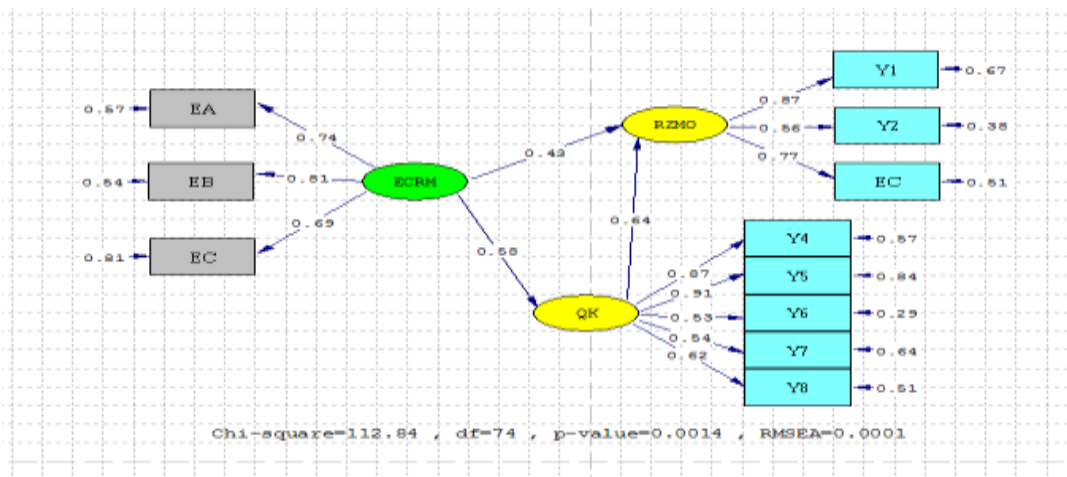 Y1
0.67
0.87
EA
0.57
0.74
RZMO
0.56
Y2
0.38
0.43
0.77
EB
0.54
0.81
ECRM
EC
0.51
0.69
0.64
EC
0.81
0.58
Y4
0.57
0.87
Y5
0.84
0.91
QK
0.53
Y6
0.29
0.54
Y7
0.64
0.62
Y8
0.51
Chi-square=112.84 , df=74 , p-value=0.0014 , RMSEA=0.0001